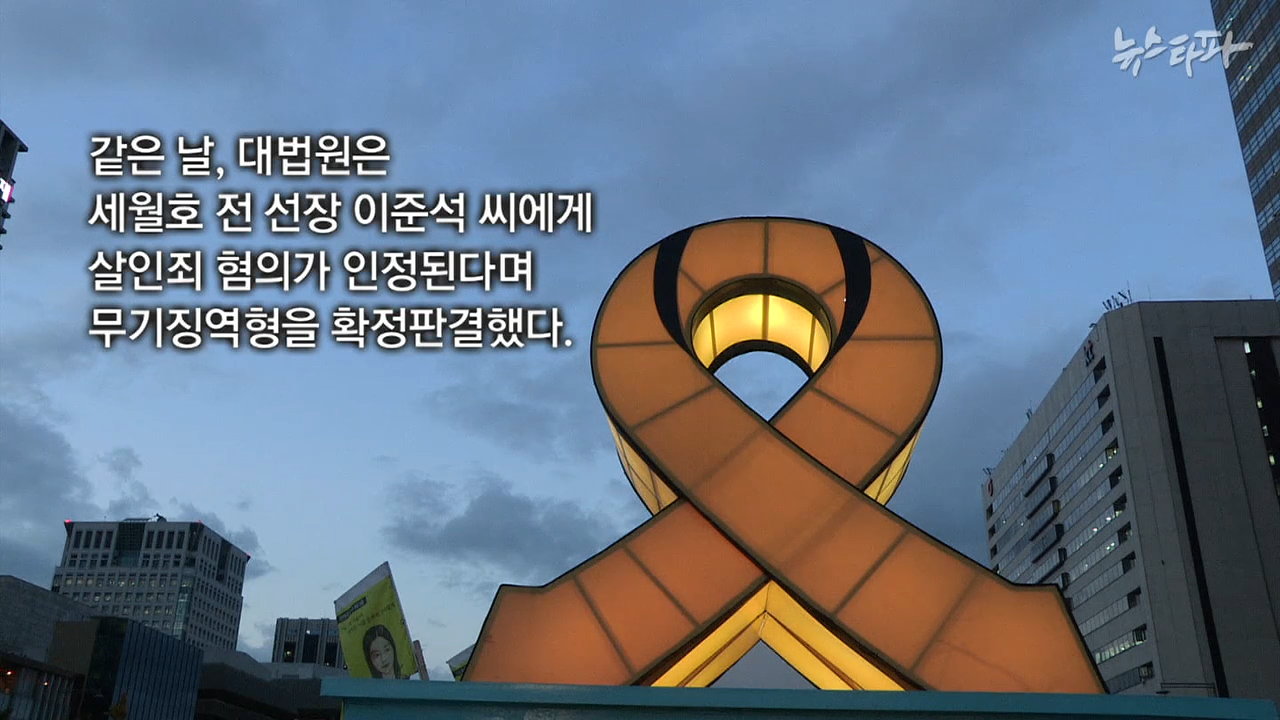 뉴스타파
같은 날, 대법원은
세월호 전 선장 이준석 씨에게
살인죄 혐의가 인정된다며
무기징역형을 확정판결했다.